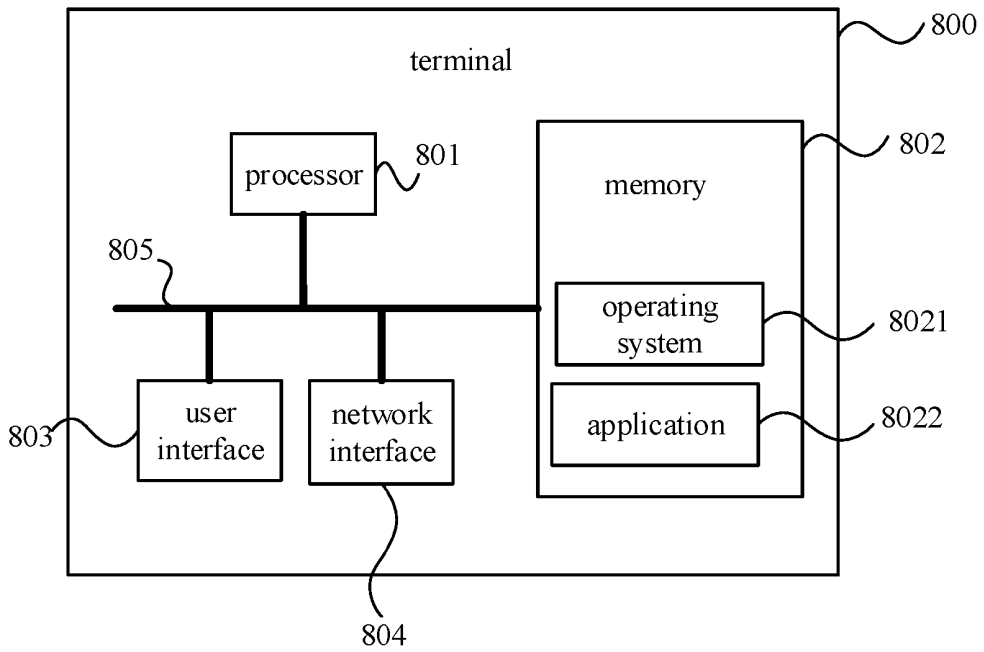 800
terminal
802
processor
801
memory
805
operating
system
8021
user
interface
803
network
interface
application
8022
804